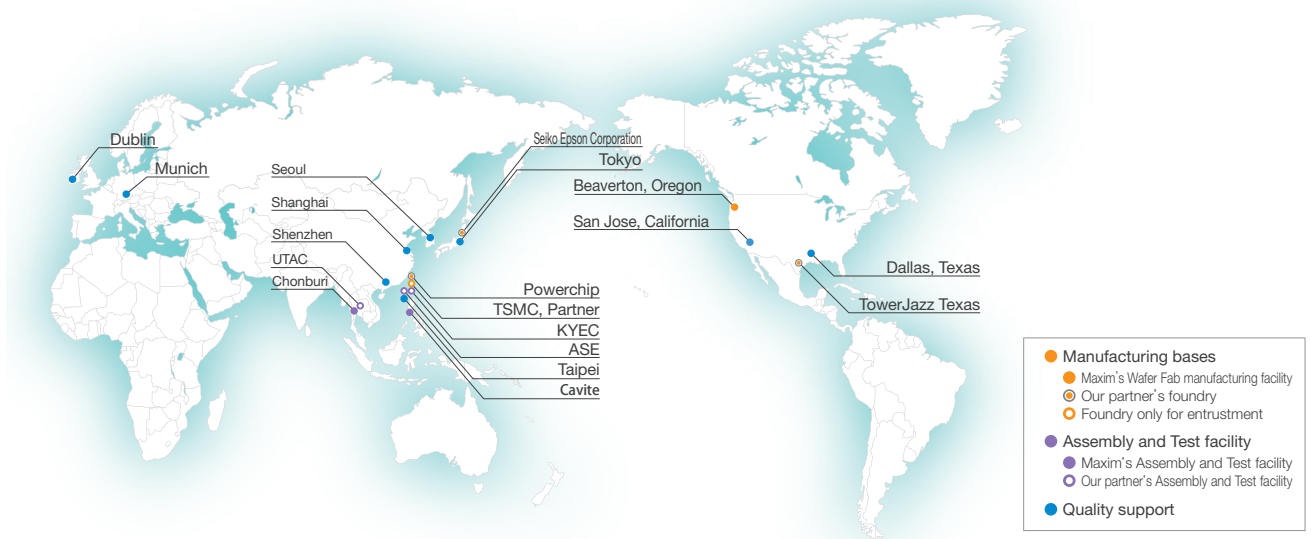 Dublin
Munich
Seoul
Shanghai
Shenzhen
UTAC
Chonburi
Seiko Epson Corporation
Tokyo
Beaverton, Oregon
San Jose, California
Powerchip
TSMC, Partner
KYEC
ASE
Taipei
Cavite
Dallas, Texas
TowerJazz Texas
Manufacturing bases
Maxim's Wafer Fab manufacturing facility
Our partner's foundry
Foundry only for entrustment
Assembly and Test facility
Maxim's Assembly and Test facility
Our partner's Assembly and Test facility
Quality support